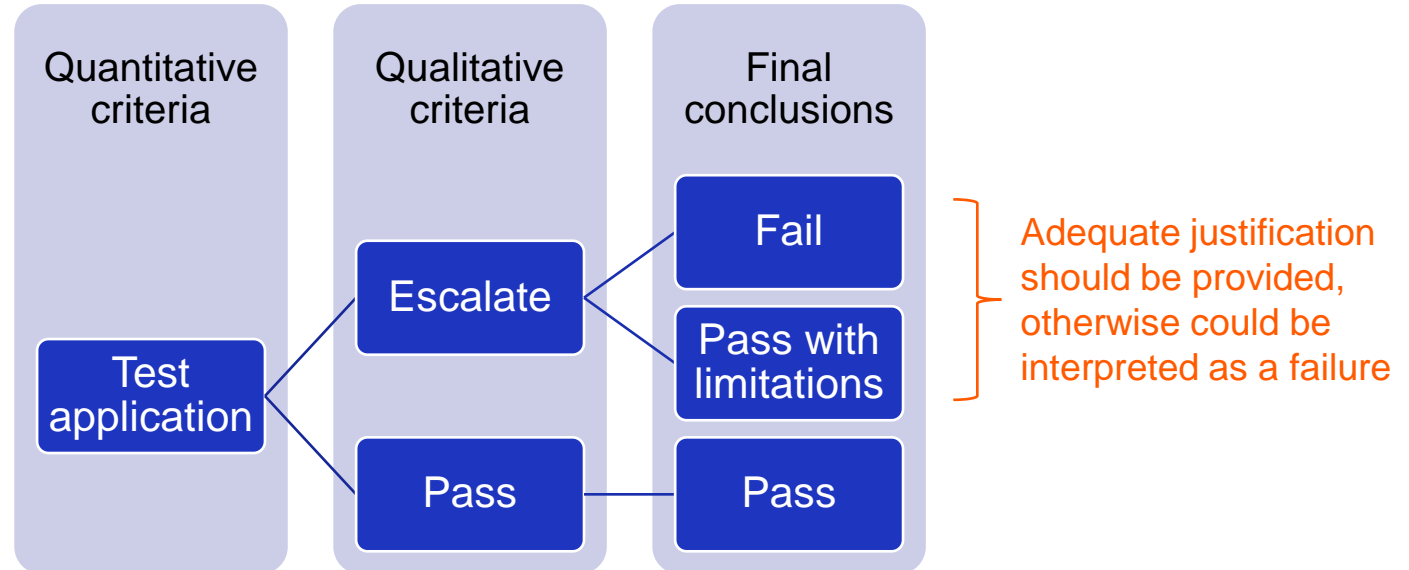 Quantitative
criteria
Qualitative
criteria
Final
conclusions
Test
application
Escalate
Pass
Fail
Pass with
limitations
Pass
Adequate justification
should be provided,
otherwise could be
interpreted as a failure